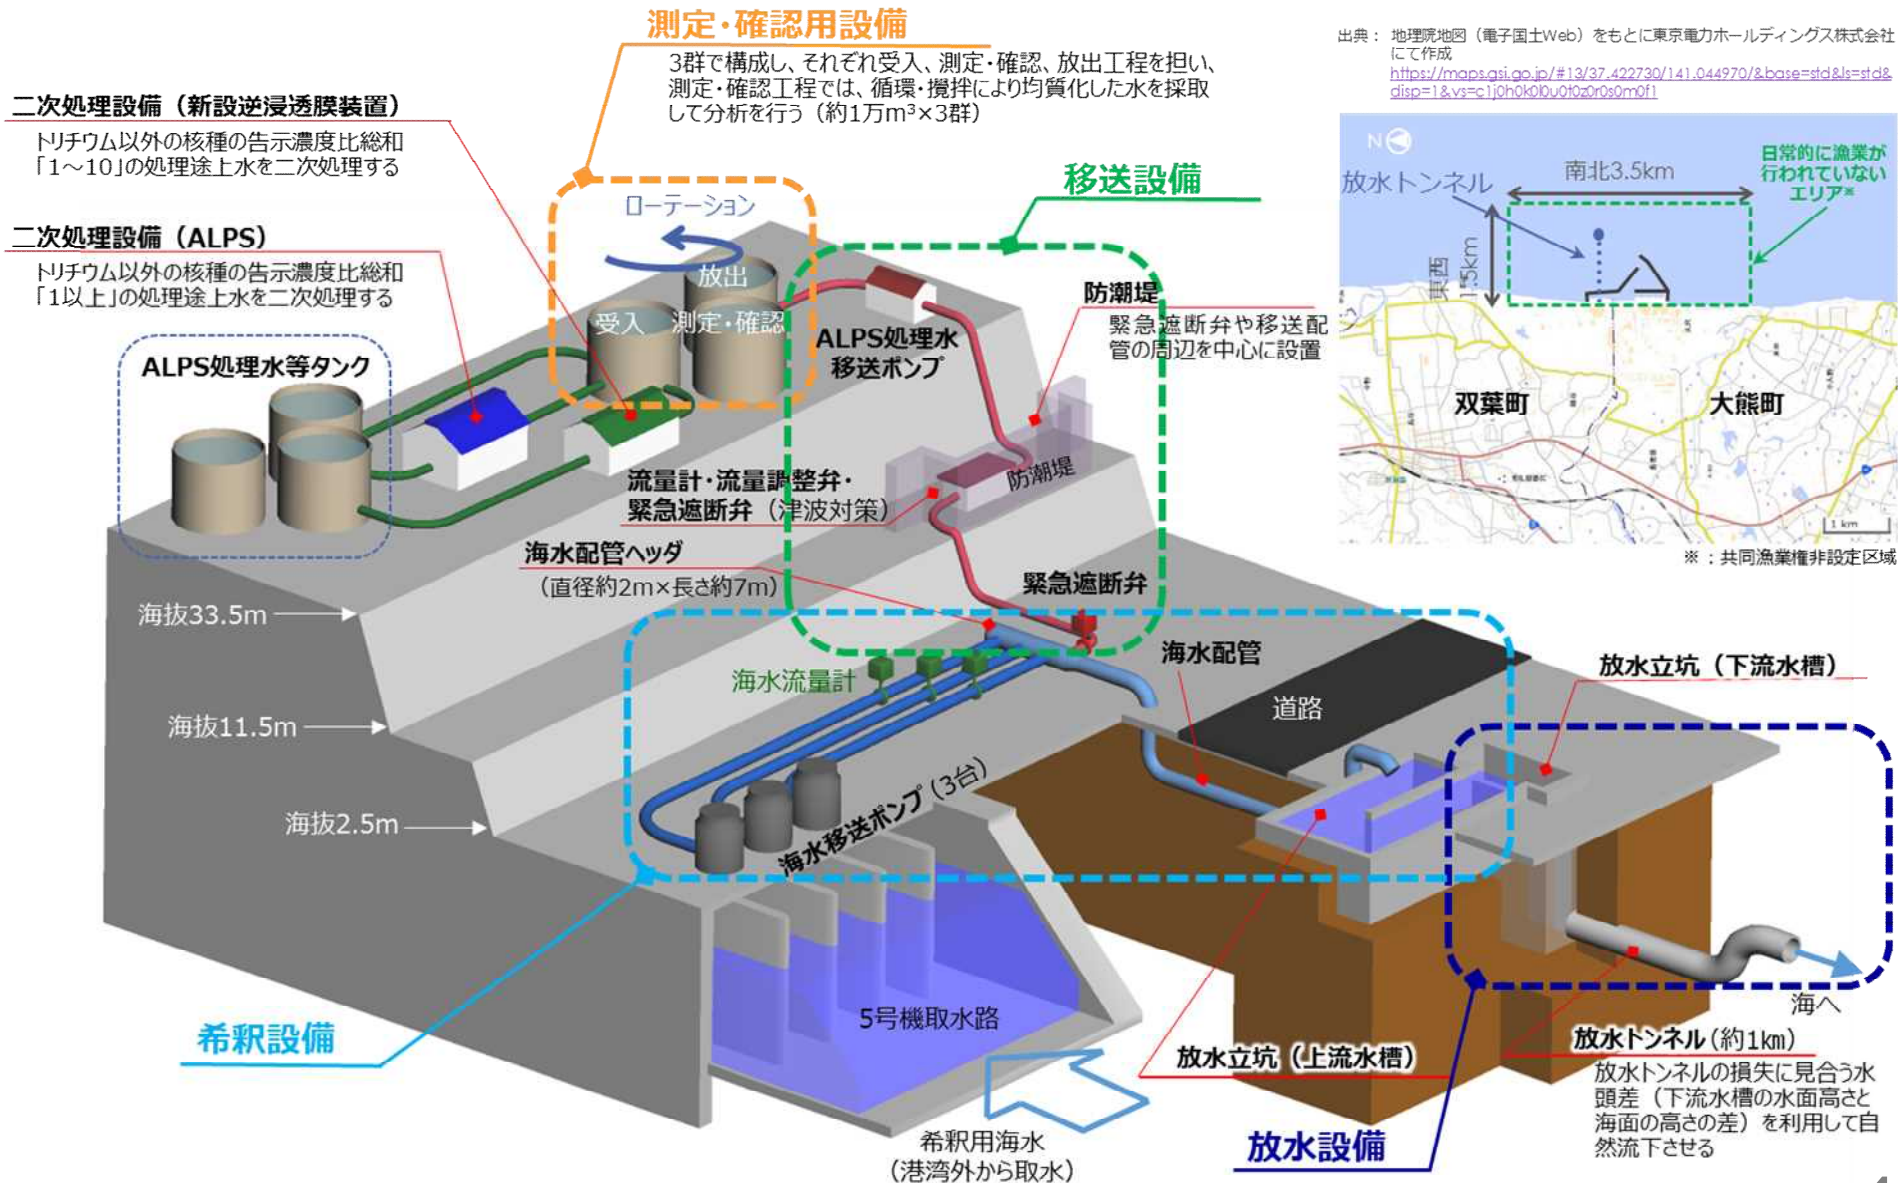 測定・確認用設備
3群で構成し、それぞれ受入、測定・確認、放出工程を担い、
測定・確認工程では、循環・攪拌により均質化した水を採取
して分析を行う（約1万m³×3群）
出典： 地理院地図（電子国土Web）をもとに東京電力ホールディングス株式会社
にて作成
https://maps.gsi.go.jp/#13/37.422730/141.044970/&base=std&ls=std&
disp=1&vs=c1j0h0k0l0u0t0z0r0s0m0f1
二次処理設備（新設逆浸透膜装置）
トリチウム以外の核種の告示濃度比総和
「1～10」の処理途上水を二次処理する
二次処理設備（ALPS）
トリチウム以外の核種の告示濃度比総和
「1以上」の処理途上水を二次処理する
ALPS処理水等タンク
ローテーション
放出
受入
測定・確認
移送設備
ALPS処理水
移送ポンプ
防潮堤
緊急遮断弁や移送配
管の周辺を中心に設置
防潮堤
流量計・流量調整弁・
緊急遮断弁（津波対策）
海水配管ヘッダ
（直径約2m×長さ約7m）
緊急遮断弁
N
放水トンネル
南北3.5km
東西
1.5km
日常的に漁業が
行われていない
エリア※
双葉町
大熊町
1 km
※：共同漁業権非設定区域
海抜33.5m
海抜11.5m
海抜2.5m
海水流量計
海水配管
道路
放水立坑（下流水槽）
海水移送ポンプ（3台）
5号機取水路
希釈設備
希釈用海水
（港湾外から取水）
放水立坑（上流水槽）
放水設備
海へ
放水トンネル（約1km）
放水トンネルの損失に見合う水
頭差（下流水槽の水面高さと
海面の高さの差）を利用して自
然流下させる